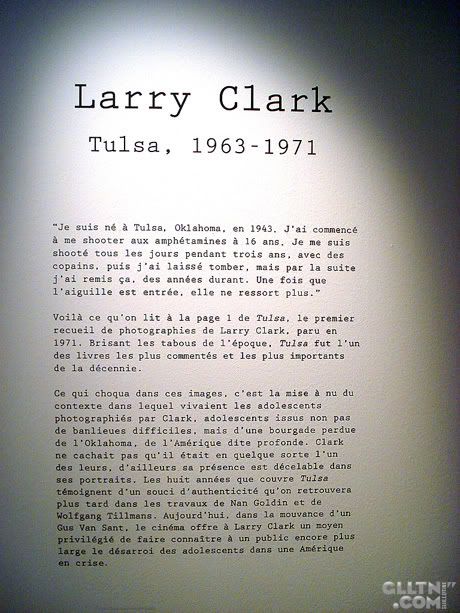 Larry Clark
Tulsa, 1963-1971
"Je suis né à Tulsa, Oklahoma, en 1943. J'ai commencé
à me shooter aux amphétamines à 16 ans. Je me suis
shooté tous les jours pendant trois ans, avec des
copains, puis j'ai laissé tomber, mais par la suite
j'ai remis ça, des années durant. Une fois que
l'aiguille est entrée, elle ne ressort plus."
Voilà ce qu'on lit à la page 1 de Tulsa, le premier
recueil de photographies de Larry Clark, paru en
1971. Brisant les tabous de l'époque, Tulsa fut l'un
des livres les plus commentés et les plus importants
de la décennie.
Ce qui choqua dans ces images, c'est la mise à nu du
contexte dans lequel vivaient les adolescents
photographiés par Clark, adolescents issus non pas
de banlieues difficiles, mais d'une bourgade perdue
de l'Oklahoma, de l'Amérique dite profonde. Clark
ne cachait pas qu'il était en quelque sorte l'un
des leurs, d'ailleurs sa présence est décelable dans
ses portraits. Les huit années que couvre Tulsa
témoignent d'un souci d'authenticité qu'on retrouvera
plus tard dans les travaux de Nan Goldin et de
Wolfgang Tillmans. Aujourd'hui, dans la mouvance d'un
Gus Van Sant, le cinéma offre à Larry Clark un moyen
privilégié de faire connaître à un public encore plus
large le désarroi des adolescents dans une Amérique
en crise.
GLLTN"
.COM